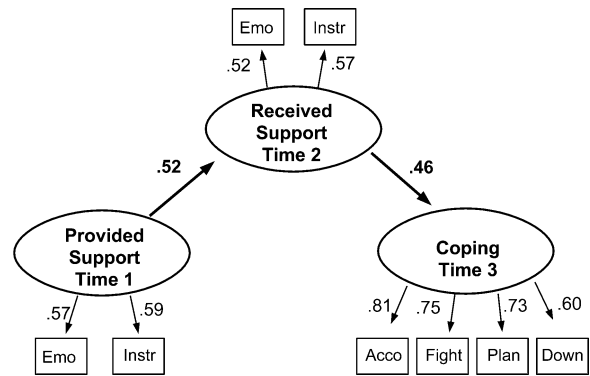 Emo Instr
.52 .57
Received
Support
Time 2
.52 .46
Provided
Support
Time 1
Coping
Time 3
.57 .59 .81 .75 .73 .60
Emo Instr Acco Fight Plan Down